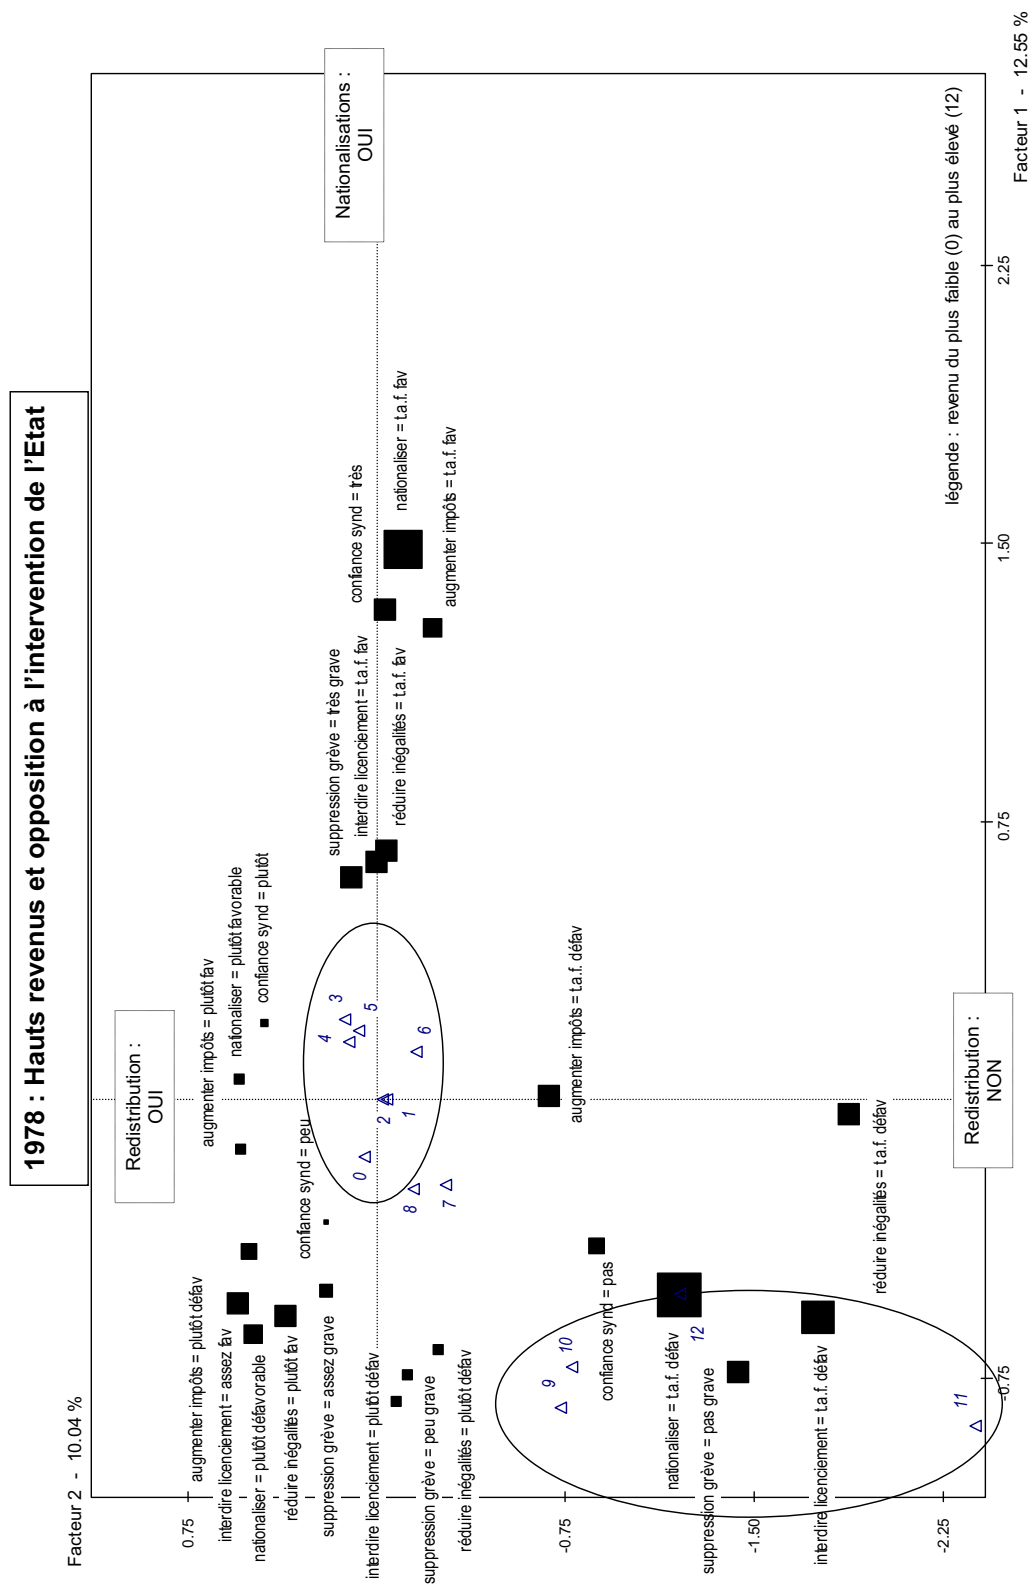 1978 : Hauts revenus et opposition à l'intervention de l'Etat
Facteur 2 - 10.04 %
Redistribution :
OUI
Nationalisations :
OUI
0.75
augmenter impôts = plutôt défav
interdire licenciement = assez fav
nationaliser = plutôt défavorable
réduire inégalités = plutôt fav
suppression grève = assez grave
interdire licenciement = plutôt défav
suppression grève = peu grave
réduire inégalités = plutôt défav
augmenter impôts = plutôt fav
nationaliser = plutôt favorable
confiance synd = plutôt
confiance synd = peu
suppression grève = très grave
interdire licenciement = t.a.f. fav
réduire inégalités = t.a.f. fav
confiance synd = très
nationaliser = t.a.f. fav
augmenter impôts = t.a.f. fav
0
1
2
3
4
5
6
7
8
-0.75
augmenter impôts = t.a.f. défav
9
10
confiance synd = pas
nationaliser = t.a.f. défav
12
suppression grève = pas grave
-1.50
interdire licenciement = t.a.f. défav
réduire inégalités = t.a.f. défav
11
-2.25
légende : revenu du plus faible (0) au plus élevé (12)
Redistribution :
NON
-0.75
0.75
1.50
2.25
Facteur 1 - 12.55 %